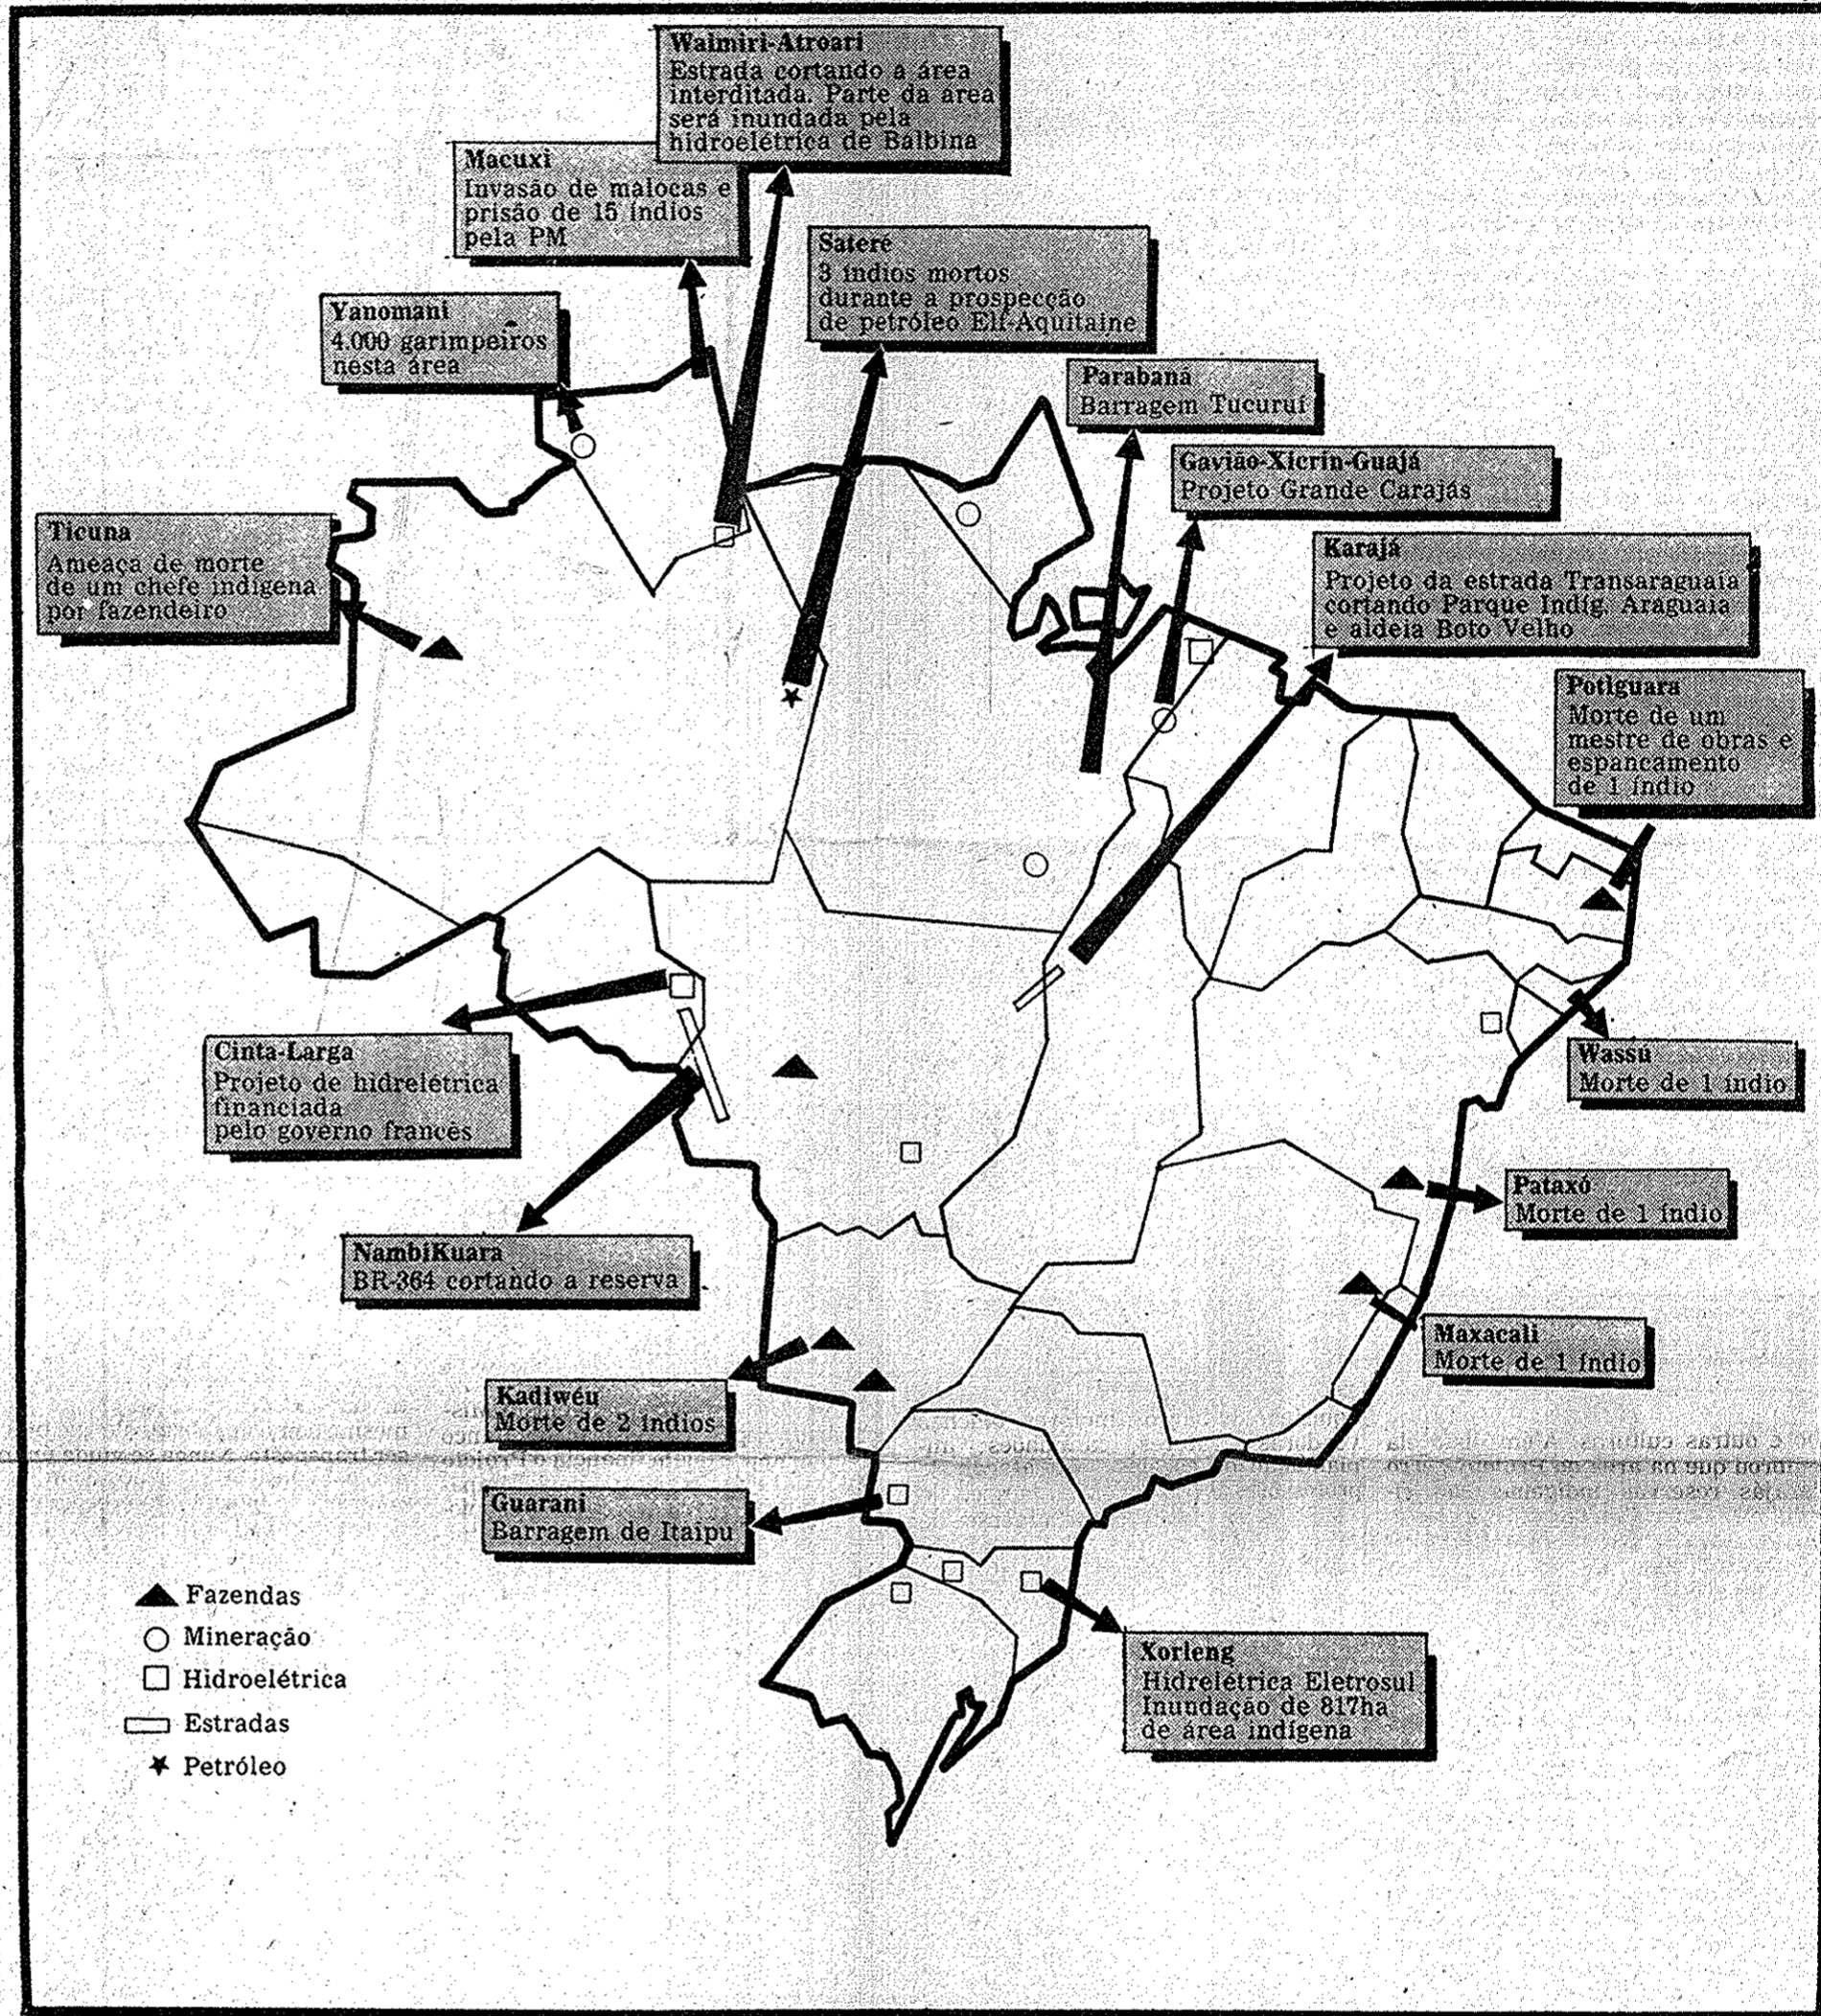 Waimiri-Atroari
Estrada cortando a área
interditada. Parte da area
será inundada pela
hidroelétrica de Balbina
Macuxi
Invasão de malocas e
prisão de 15 índios
pela PM
Sateré
3 índios mortos
durante a prospecção
de petróleo Elf-Aquitaine
Yanomani
4.000 garimpeiros
nesta área
Parabanã
Barragem Tucuruí
Gavião-Xicrin-Guajá
Projeto Grande Carajás
Ticuna
Ameaça de morte
de um chefe indígena
por fazendeiro
Karajá
Projeto da estrada Transaraguaia
cortando Parque Indíg. Araguaia
e aldeia Boto Velho
Potiguara
Morte de um
mestre de obras e
espancamento
de 1 índio
Cinta-Larga
Projeto de hidrelétrica
financiada
pelo governo francês
Wassú
Morte de 1 índio
Pataxó
Morte de 1 índio
NambiKuara
BR-364 cortando a reserva
Maxacali
Morte de 1 índio
Kadiwéu
Morte de 2 índios
Guarani
Barragem de Itaipu
Xorleng
Hidrelétrica Eletrosul
Inundação de 817ha
de área indígena
Fazendas
Mineração
Hidroelétrica
Estradas
Petróleo